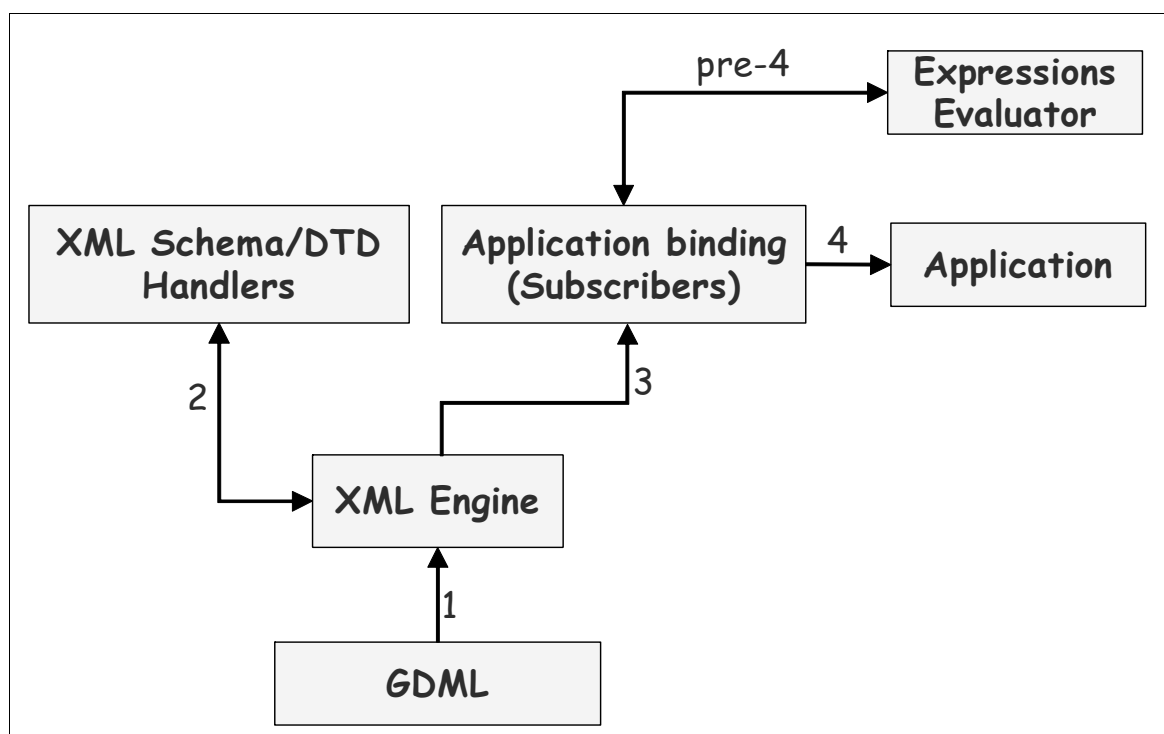 pre-4
Expressions
Evaluator
XML Schema/DTD
Handlers
Application binding
(Subscribers)
4
Application
2
3
XML Engine
1
GDML